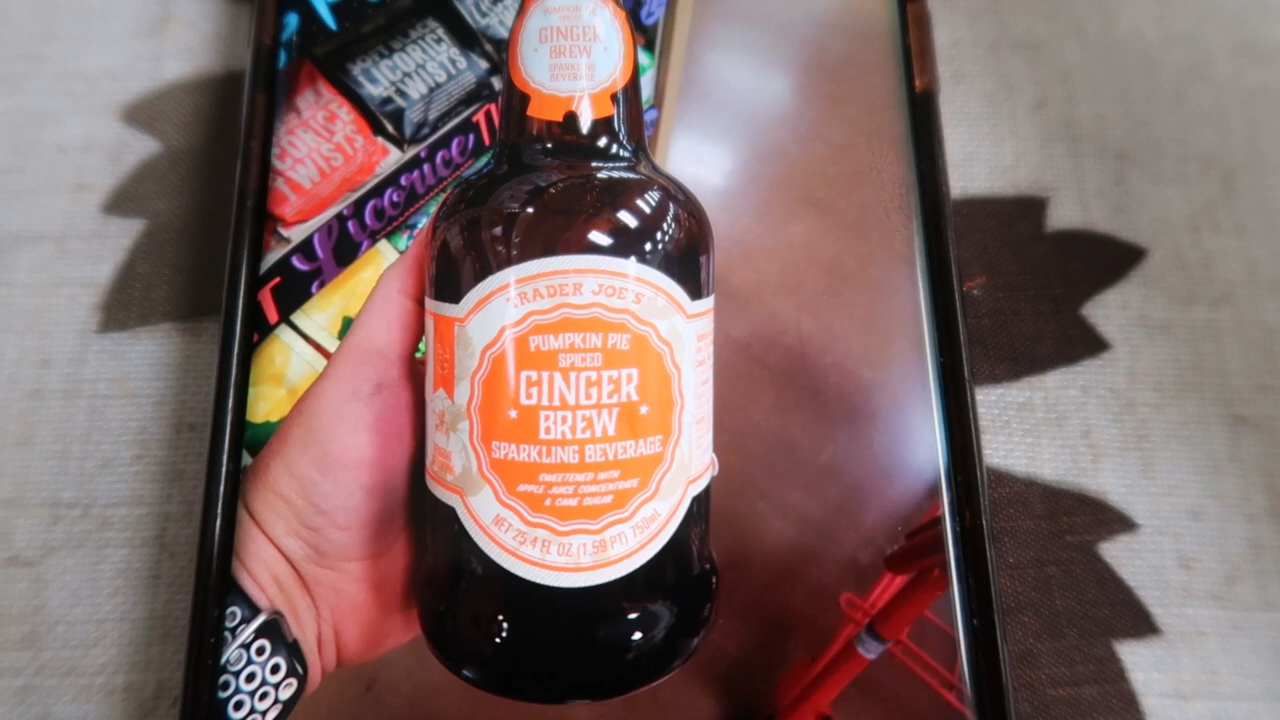 PUMPKIN PIE
SPICED
GINGER
BREW
SPARKLING
BEVERAGE
LICORICE
TWISTS
TWISTS
Licorice
TRADER JOE'S
PUMPKIN PIE
SPICED
GINGER
BREW
SPARKLING BEVERAGE
SWEETENED WITH
APPLE JUICE CONCENTRATE
& CANE SUGAR
NET 25.4 FL OZ (1.59 PT) 750mL